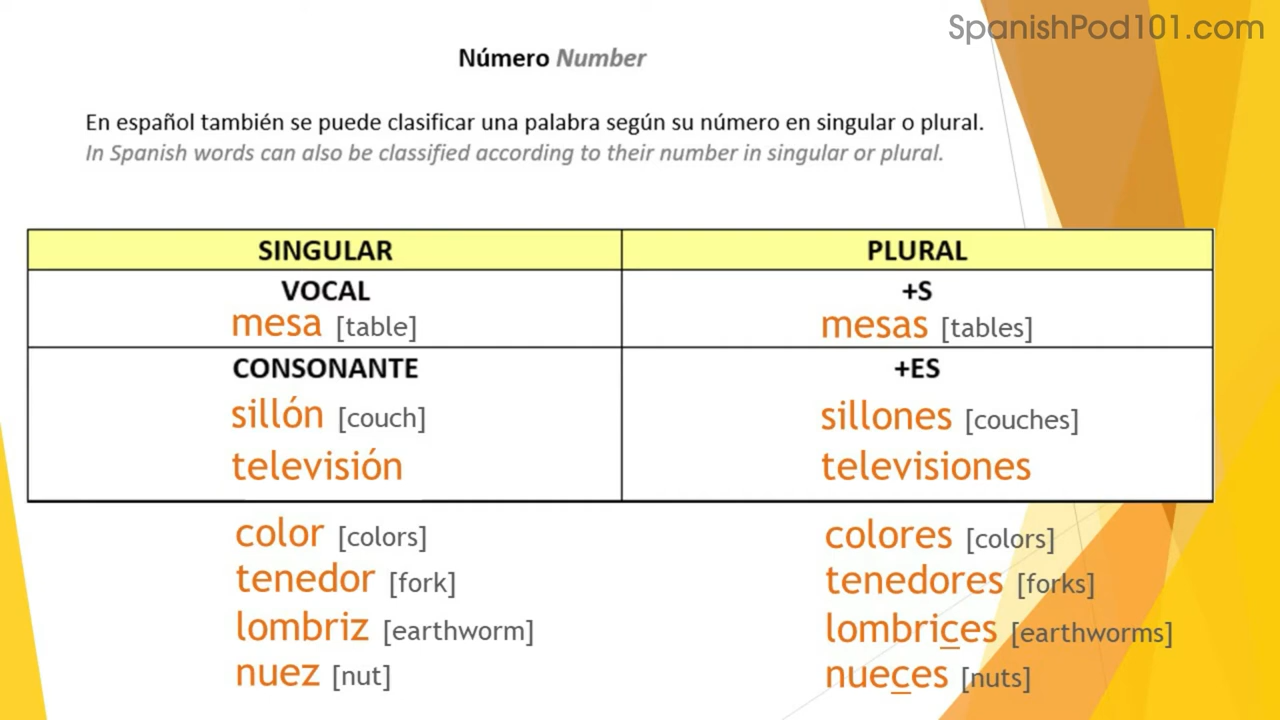 SpanishPod101.com
Número Number
En español también se puede clasificar una palabra según su número en singular o plural.
In Spanish words can also be classified according to their number in singular or plural.
SINGULAR PLURAL
VOCAL +S
mesa [table] mesas [tables]
CONSONANTE +ES
sillón [couch] sillones [couches]
televisión televisiones
color [colors] colores [colors]
tenedor [fork] tenedores [forks]
lombriz [earthworm] lombrices [earthworms]
nuez [nut] nueces [nuts]